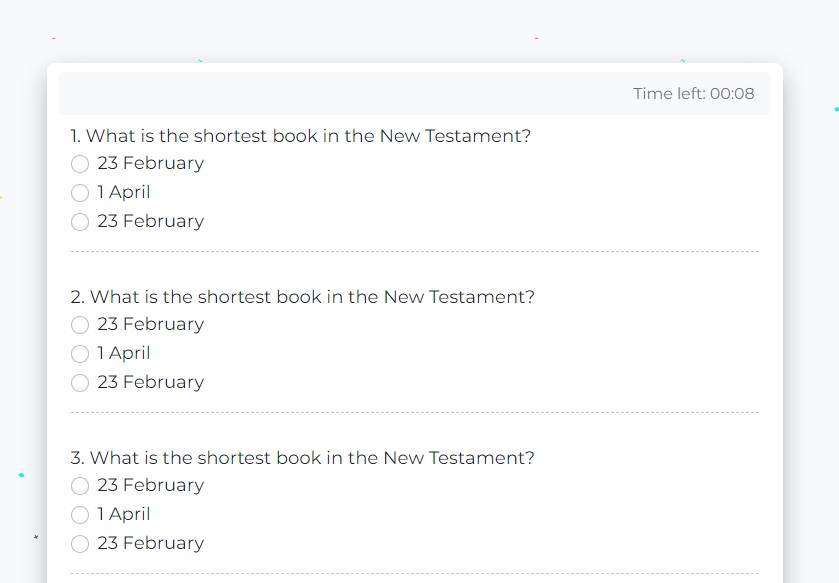 Time left: 00:08
1. What is the shortest book in the New Testament?
23 February
1 April
23 February
2. What is the shortest book in the New Testament?
23 February
1 April
23 February
3. What is the shortest book in the New Testament?
23 February
1 April
23 February